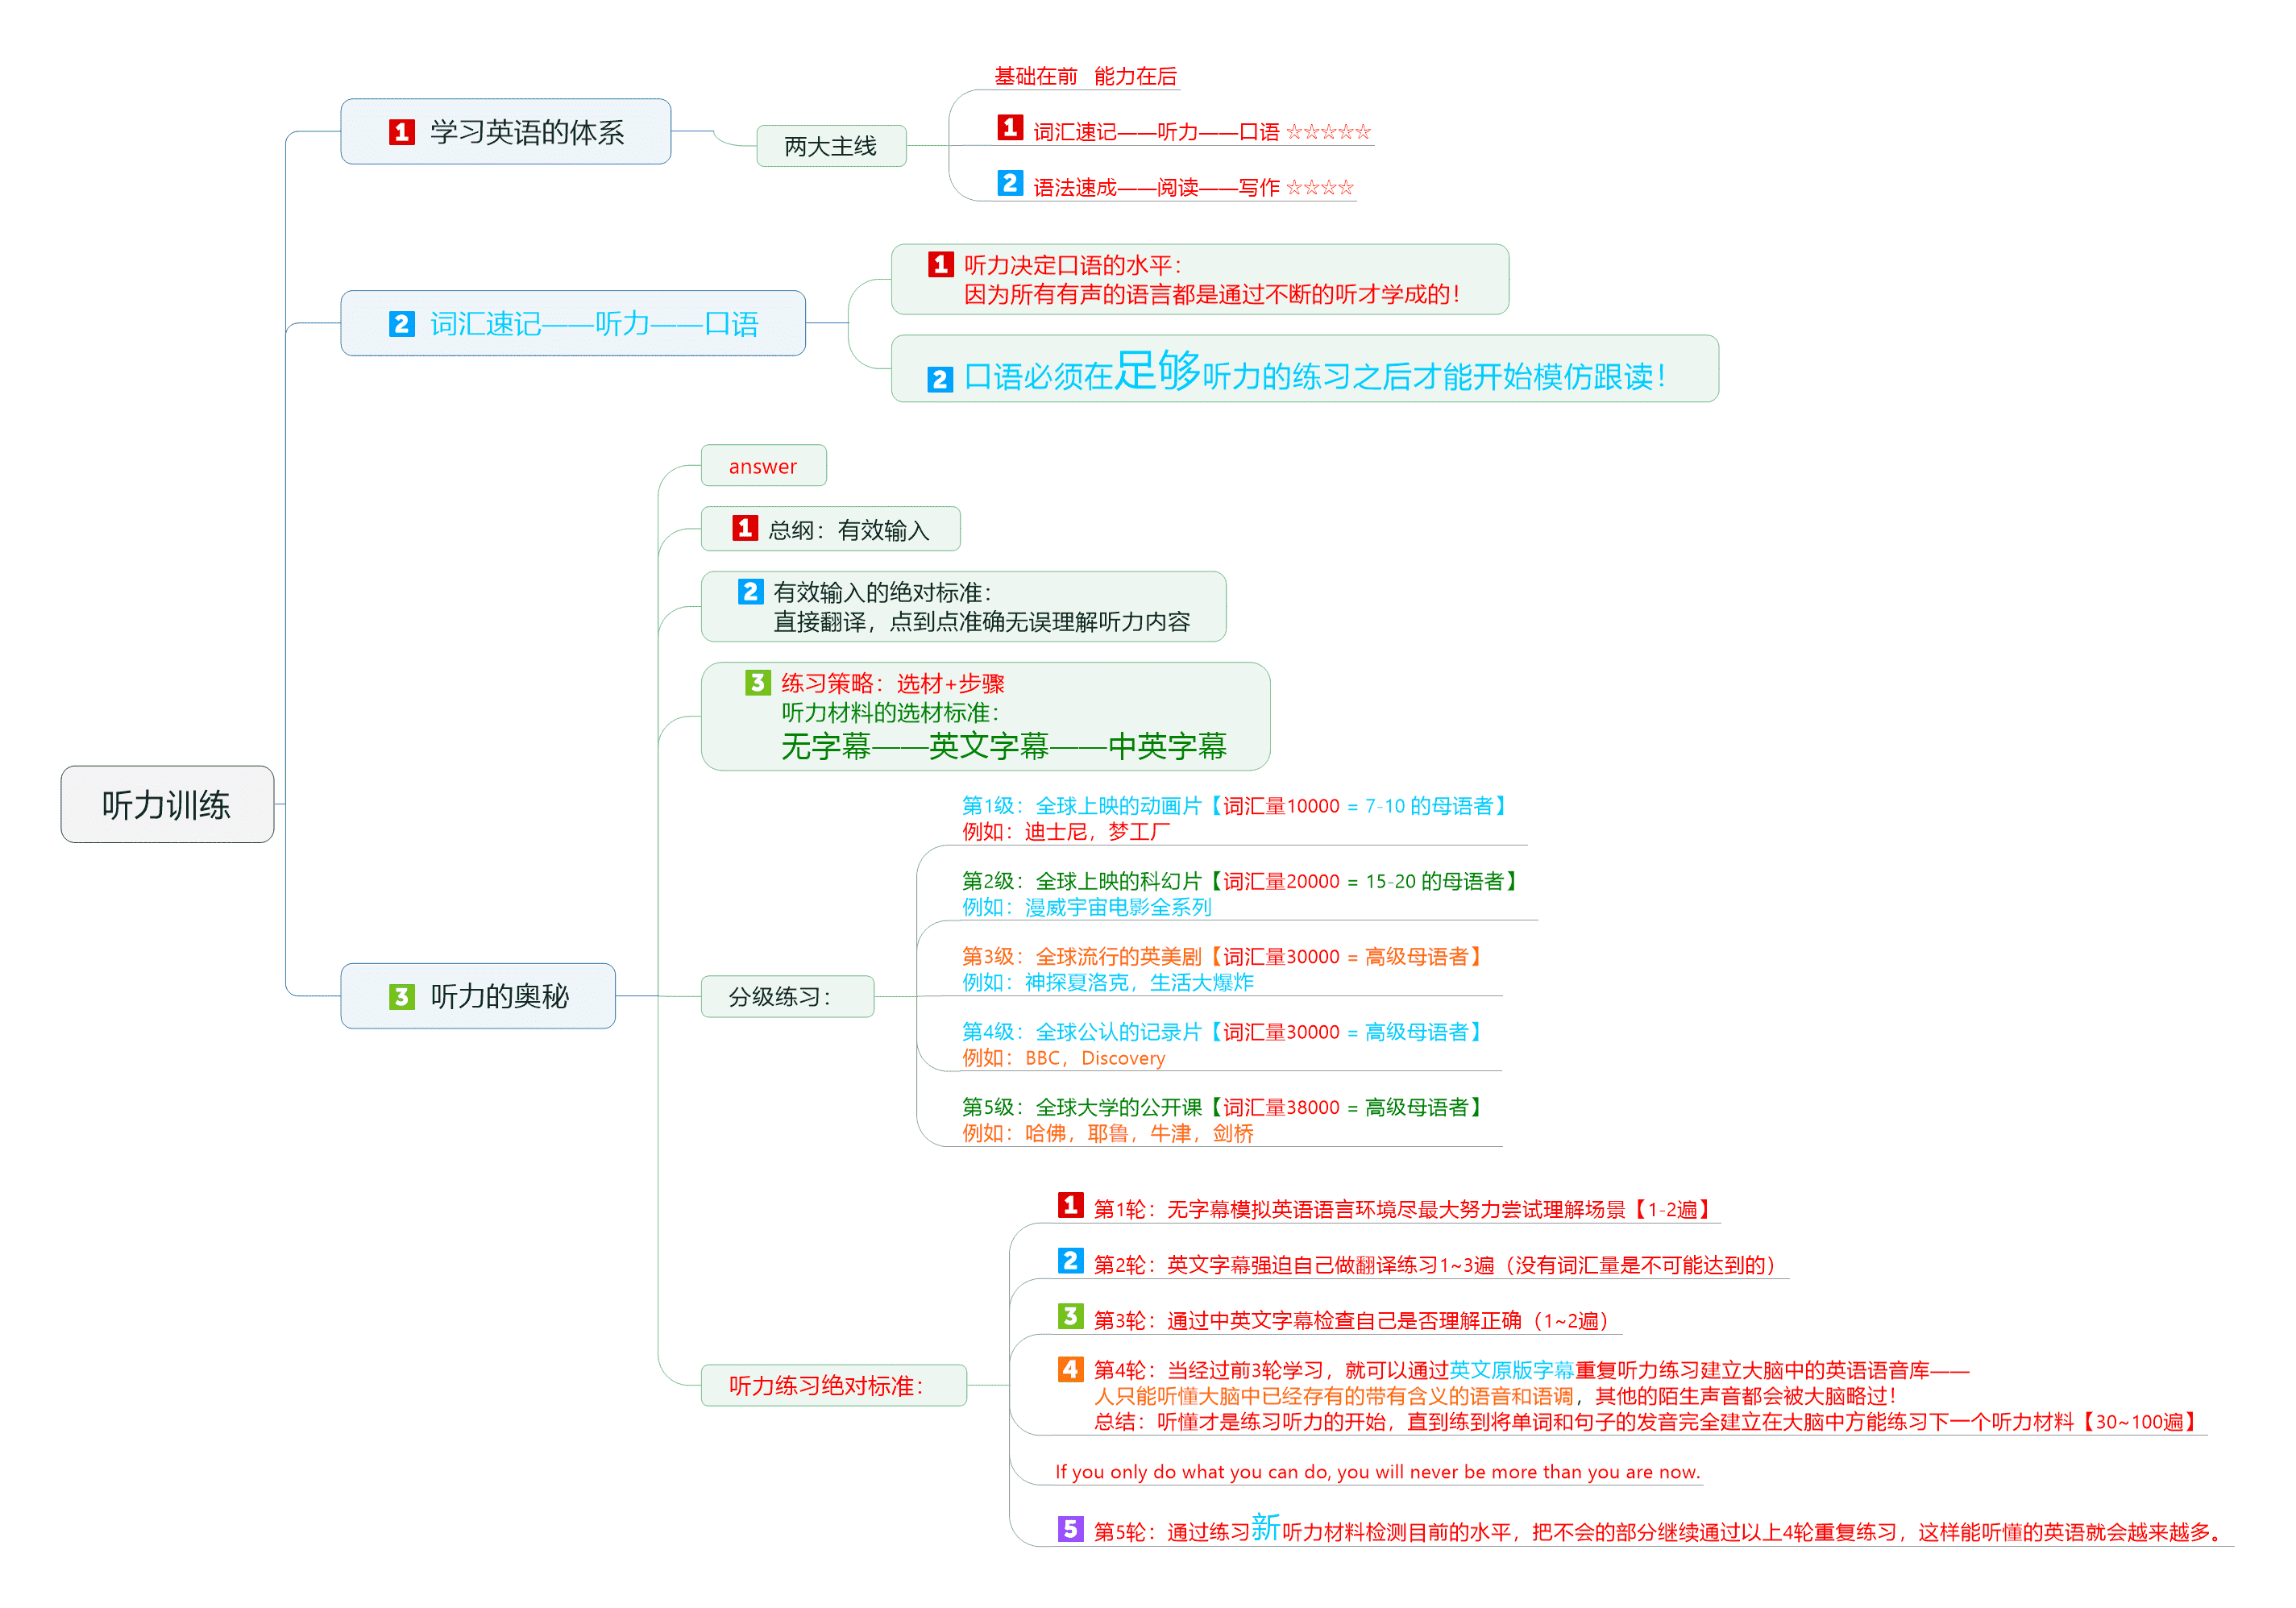 基础在前 能力在后
1 学习英语的体系
两大主线
1 词汇速记——听力——口语 ☆☆☆☆☆
2 语法速成——阅读——写作 ☆☆☆☆
2 词汇速记——听力——口语
1 听力决定口语的水平：
因为所有有声的语言都是通过不断的听才学成的！
2 口语必须在足够听力的练习之后才能开始模仿跟读！
听力训练
3 听力的奥秘
answer
1 总纲：有效输入
2 有效输入的绝对标准：
直接翻译，点到点准确无误理解听力内容
3 练习策略：选材+步骤
听力材料的选材标准：
无字幕——英文字幕——中英字幕
分级练习：
第1级：全球上映的动画片【词汇量10000 = 7-10 的母语者】
例如：迪士尼，梦工厂
第2级：全球上映的科幻片【词汇量20000 = 15-20 的母语者】
例如：漫威宇宙电影全系列
第3级：全球流行的英美剧【词汇量30000 = 高级母语者】
例如：神探夏洛克，生活大爆炸
第4级：全球公认的记录片【词汇量30000 = 高级母语者】
例如：BBC，Discovery
第5级：全球大学的公开课【词汇量38000 = 高级母语者】
例如：哈佛，耶鲁，牛津，剑桥
听力练习绝对标准：
1 第1轮：无字幕模拟英语语言环境尽最大努力尝试理解场景【1-2遍】
2 第2轮：英文字幕强迫自己做翻译练习1~3遍（没有词汇量是不可能达到的）
3 第3轮：通过中英文字幕检查自己是否理解正确（1~2遍）
4 第4轮：当经过前3轮学习，就可以通过英文原版字幕重复听力练习建立大脑中的英语语音库——
人只能听懂大脑中已经存有的带有含义的语音和语调，其他的陌生声音都会被大脑略过！
总结：听懂才是练习听力的开始，直到练到将单词和句子的发音完全建立在大脑中方能练习下一个听力材料【30~100遍】
If you only do what you can do, you will never be more than you are now.
5 第5轮：通过练习新听力材料检测目前的水平，把不会的部分继续通过以上4轮重复练习，这样能听懂的英语就会越来越多。